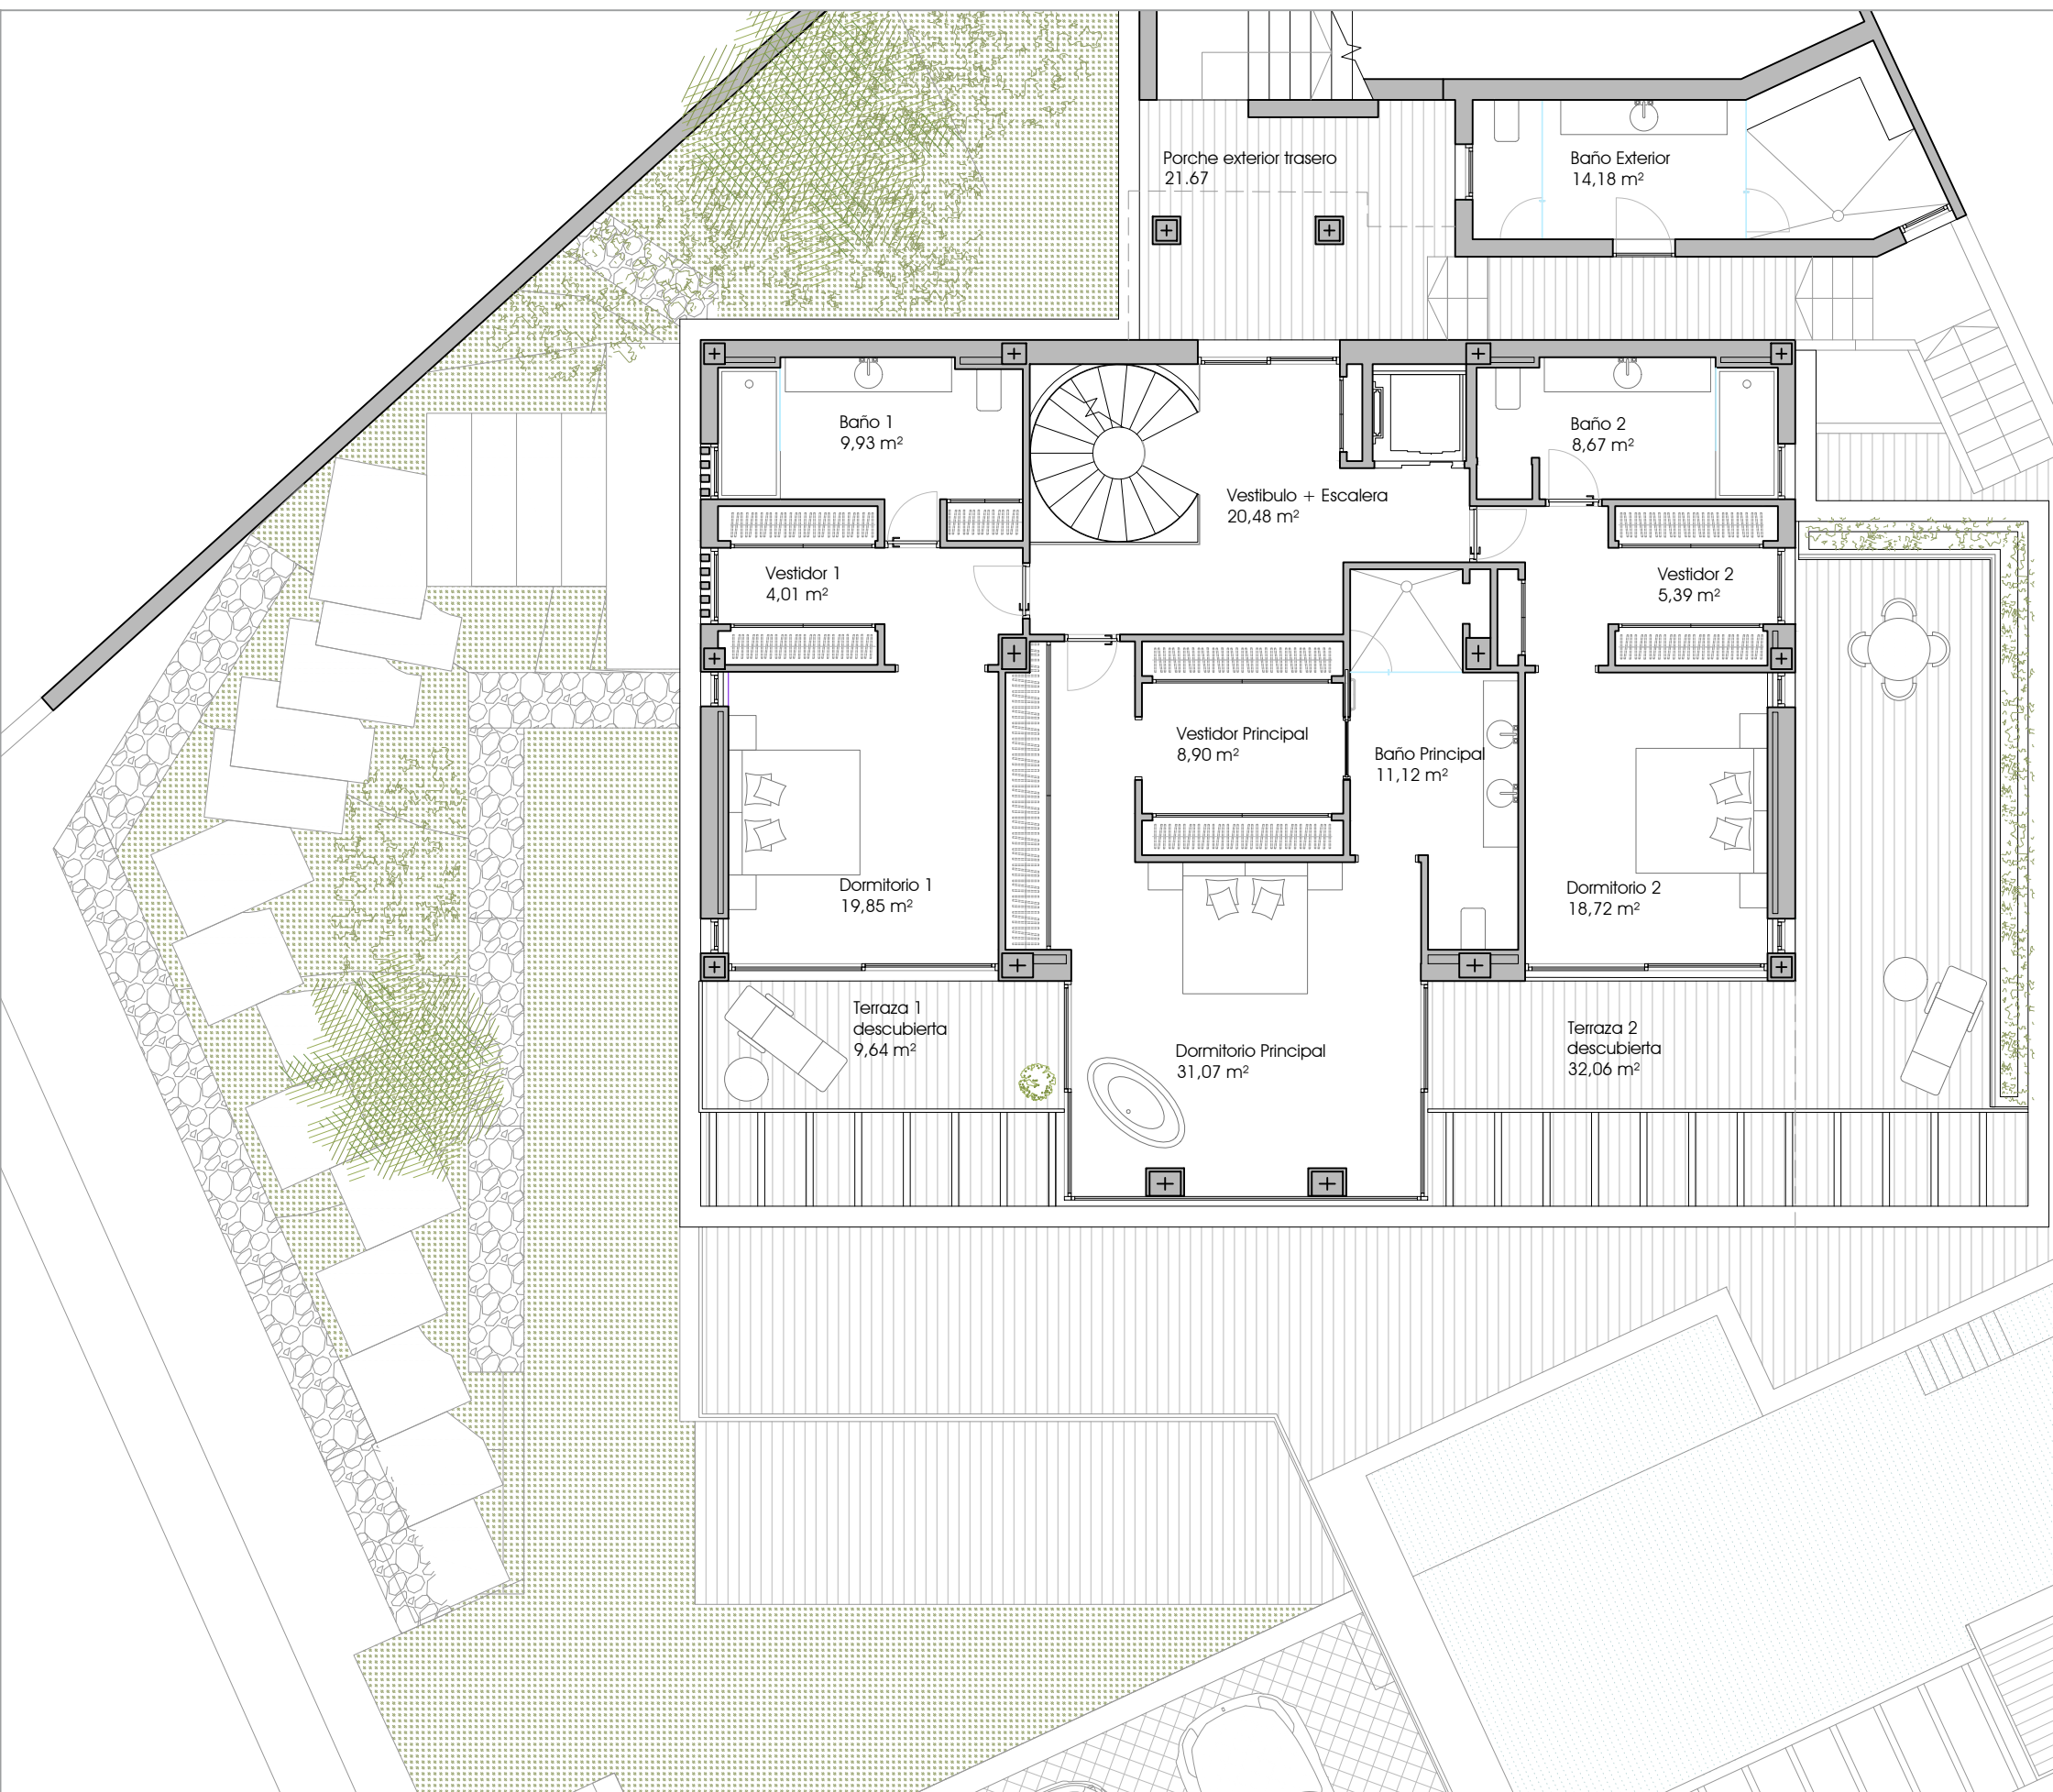 Porche exterior trasero
21.67
Baño Exterior
14,18 m²
Baño 1
9,93 m²
Baño 2
8,67 m²
Vestibulo + Escalera
20,48 m²
Vestidor 1
4,01 m²
Vestidor 2
5,39 m²
Vestidor Principal
8,90 m²
Baño Principal
11,12 m²
Dormitorio 1
19,85 m²
Dormitorio 2
18,72 m²
Terraza 1
descubierta
9,64 m²
Dormitorio Principal
31,07 m²
Terraza 2
descubierta
32,06 m²